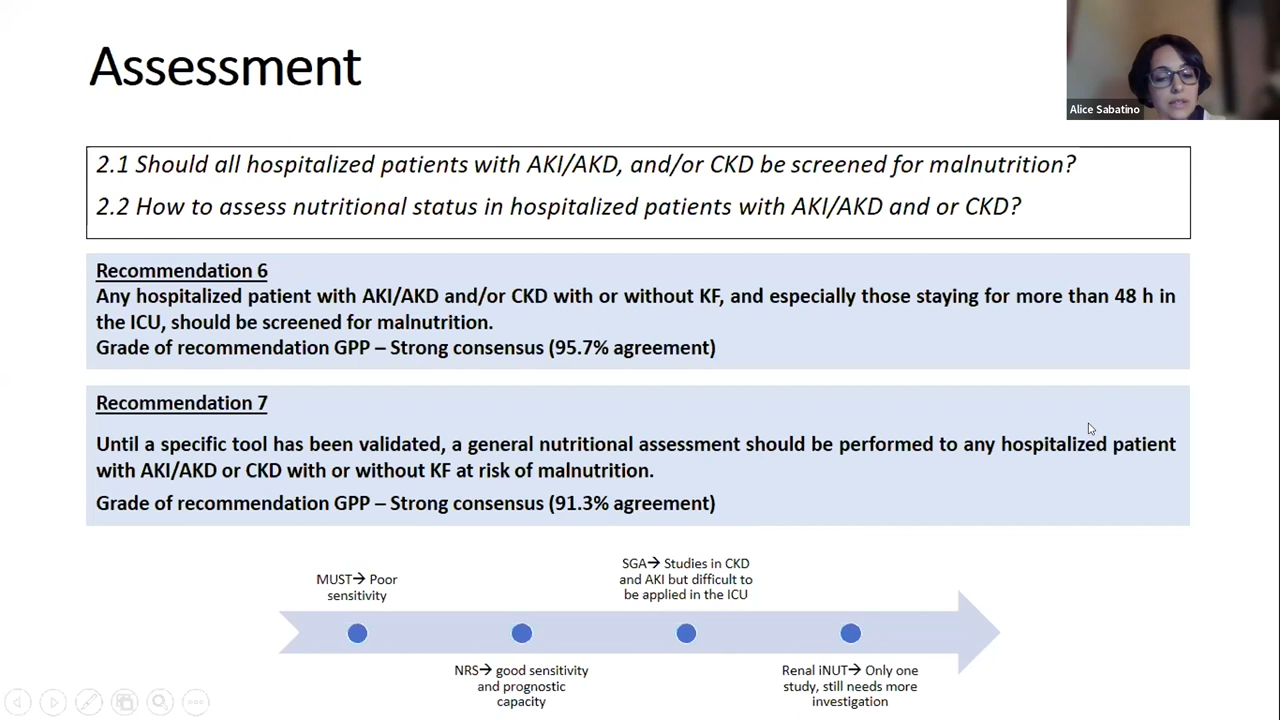 Assessment
Alice Sabatino
2.1 Should all hospitalized patients with AKI/AKD, and/or CKD be screened for malnutrition?
2.2 How to assess nutritional status in hospitalized patients with AKI/AKD and or CKD?
Recommendation 6
Any hospitalized patient with AKI/AKD and/or CKD with or without KF, and especially those staying for more than 48 h in
the ICU, should be screened for malnutrition.
Grade of recommendation GPP – Strong consensus (95.7% agreement)
Recommendation 7
Until a specific tool has been validated, a general nutritional assessment should be performed to any hospitalized patient
with AKI/AKD or CKD with or without KF at risk of malnutrition.
Grade of recommendation GPP – Strong consensus (91.3% agreement)
MUST→ Poor
sensitivity
NRS→ good sensitivity
and prognostic
capacity
SGA→ Studies in CKD
and AKI but difficult to
be applied in the ICU
Renal iNUT→ Only one
study, still needs more
investigation